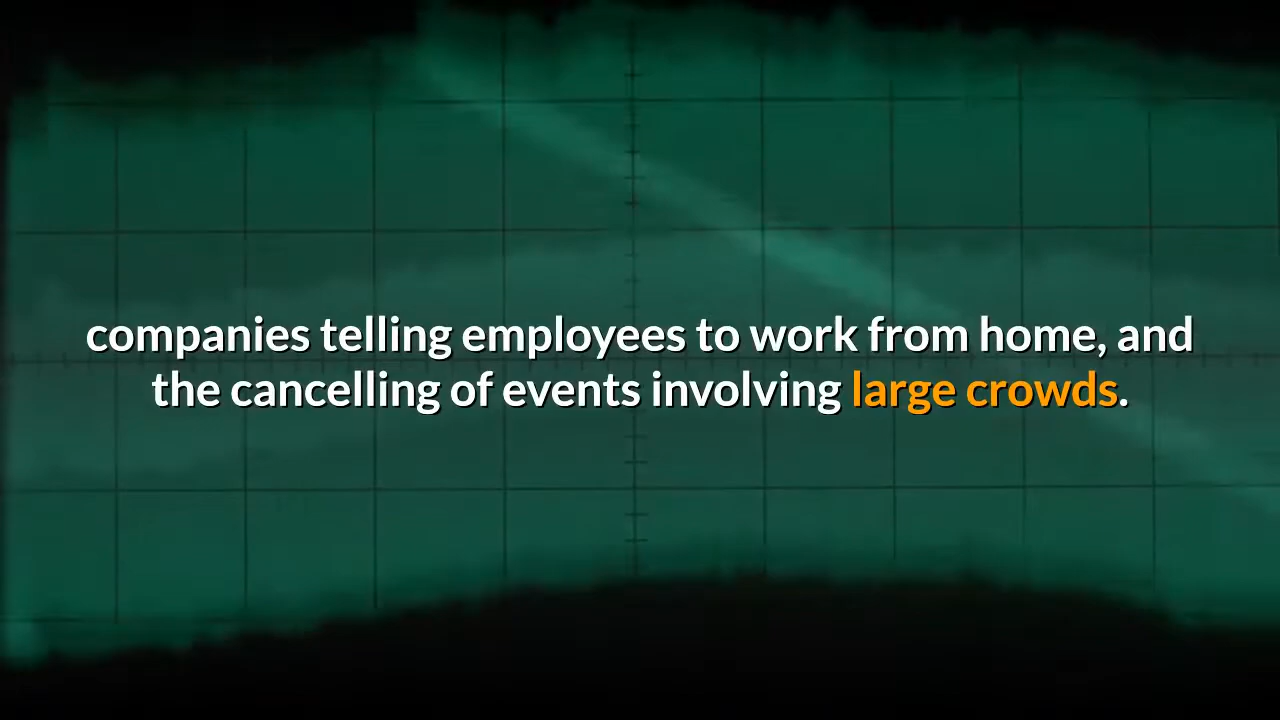 companies telling employees to work from home, and
the cancelling of events involving large crowds.